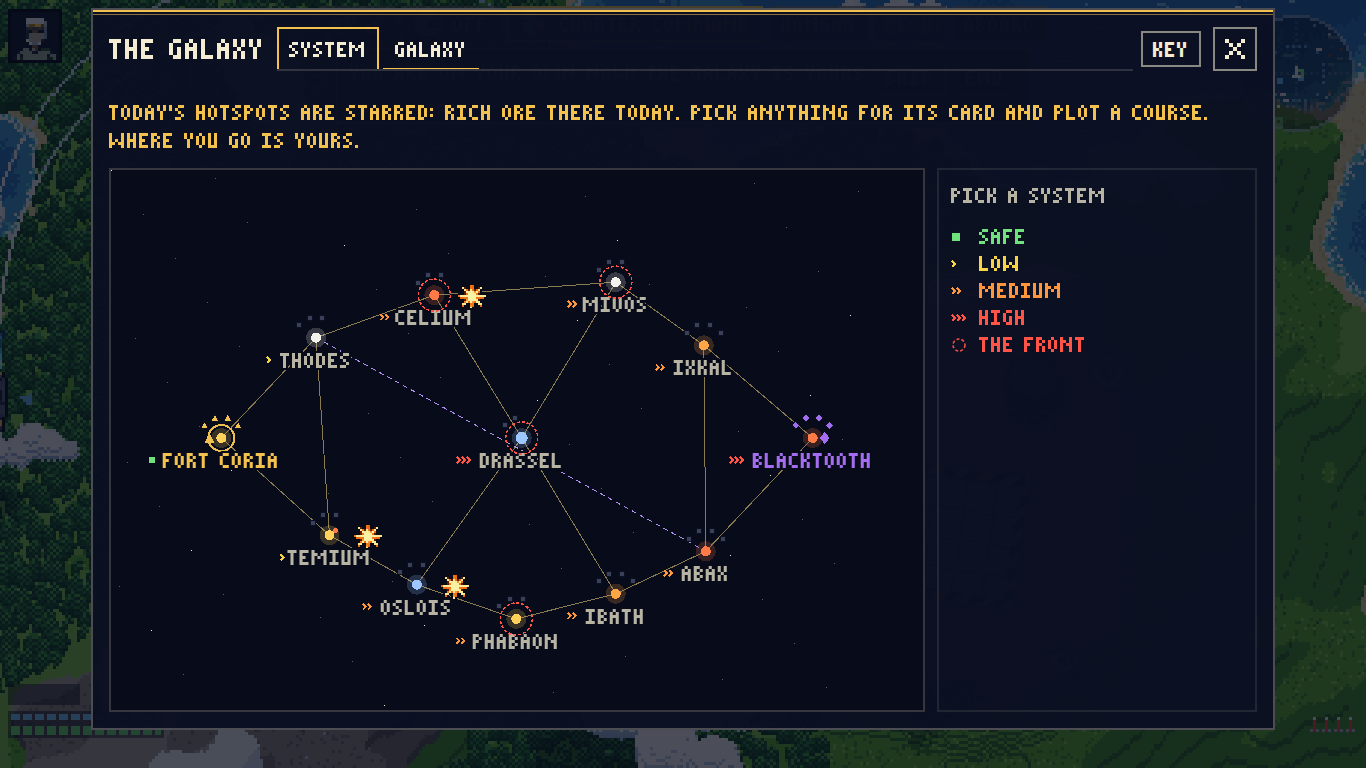 THE GALAXY
SYSTEM
GALAXY
KEY
X
TODAY'S HOTSPOTS ARE STARRED: RICH ORE THERE TODAY. PICK ANYTHING FOR ITS CARD AND PLOT A COURSE.
WHERE YOU GO IS YOURS.
PICK A SYSTEM
SAFE
› LOW
›› MEDIUM
››› HIGH
THE FRONT
›› CELIUM
›› MIVOS
› THODES
›› IXKAL
FORT CORIA
››› DRASSEL
››› BLACKTOOTH
› TEMIUM
›› ABAX
›› OSLOIS
›› IBATH
›› PHABAON